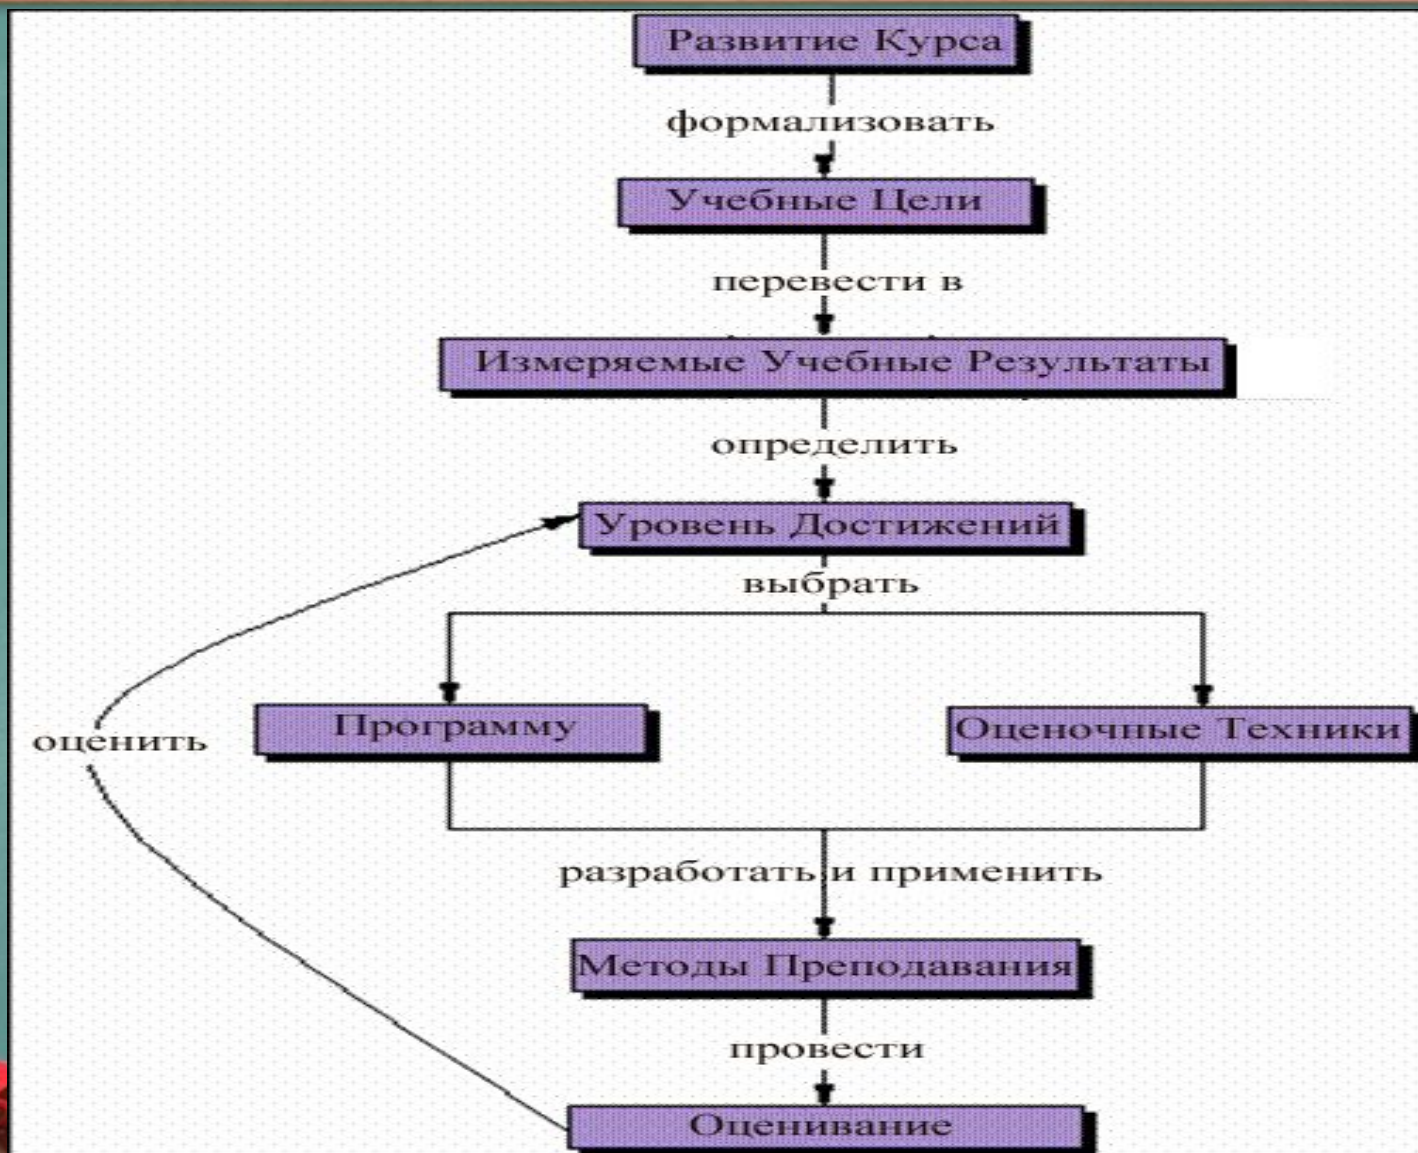 Развитие Курса
формализовать
Учебные Цели
перевести в
Измеряемые Учебные Результаты
определить
Уровень Достижений
выбрать
Программу
Оценочные Техники
оценить
разработать и применить
Методы Преподавания
провести
Оценивание